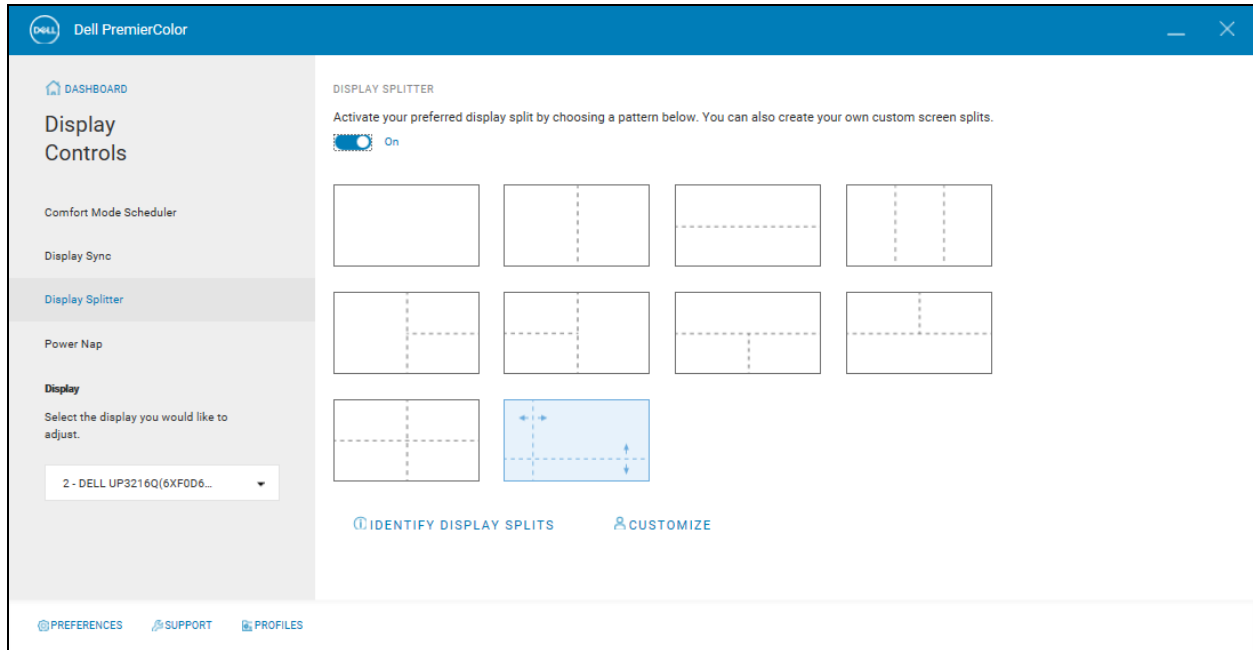 DELL Dell PremierColor
DASHBOARD
Display
Controls
Comfort Mode Scheduler
Display Sync
Display Splitter
Power Nap
Display
Select the display you would like to
adjust.
2 - DELL UP3216Q(6XF0D6...
DISPLAY SPLITTER
Activate your preferred display split by choosing a pattern below. You can also create your own custom screen splits.
On
IDENTIFY DISPLAY SPLITS
CUSTOMIZE
PREFERENCES
SUPPORT
PROFILES